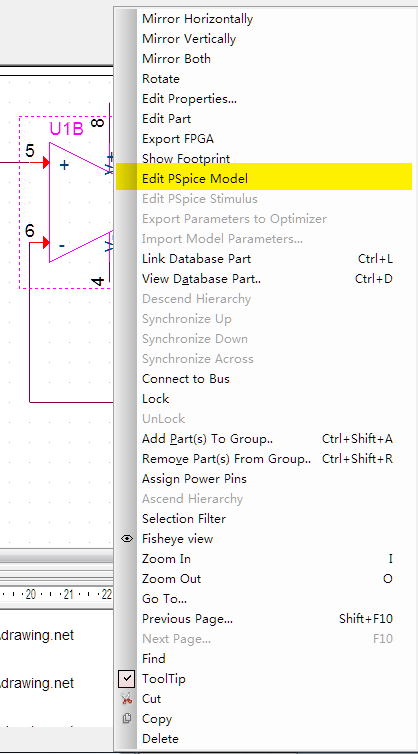 Mirror Horizontally
Mirror Vertically
Mirror Both
Rotate
Edit Properties...
Edit Part
Export FPGA
Show Footprint
Edit PSpice Model
Edit PSpice Stimulus
Export Parameters to Optimizer
Import Model Parameters...
Link Database Part Ctrl+L
View Database Part.. Ctrl+D
Descend Hierarchy
Synchronize Up
Synchronize Down
Synchronize Across
Connect to Bus
Lock
UnLock
Add Part(s) To Group.. Ctrl+Shift+A
Remove Part(s) From Group.. Ctrl+Shift+R
Assign Power Pins
Ascend Hierarchy
Selection Filter
Fisheye view
Zoom In I
Zoom Out O
Go To...
Previous Page... Shift+F10
Next Page... F10
Find
ToolTip
Cut
Copy
Delete
U1B
8
5
+
6
-
4
20 21 22
drawing.net
drawing.net